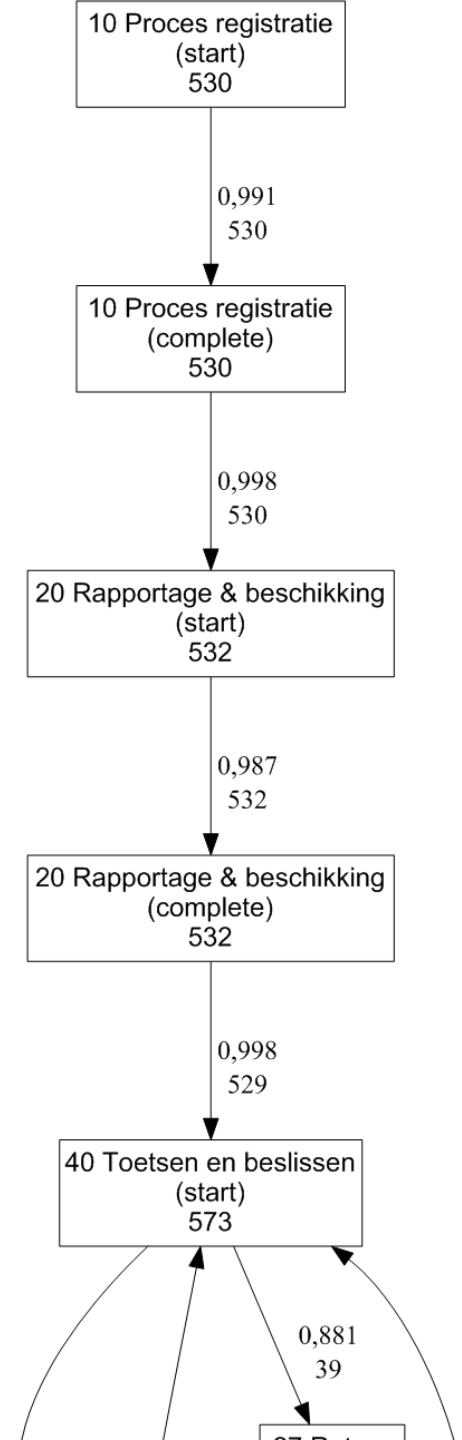 10 Proces registratie
(start)
530
0,991
530
10 Proces registratie
(complete)
530
0,998
530
20 Rapportage & beschikking
(start)
532
0,987
532
20 Rapportage & beschikking
(complete)
532
0,998
529
40 Toetsen en beslissen
(start)
573
0,881
39